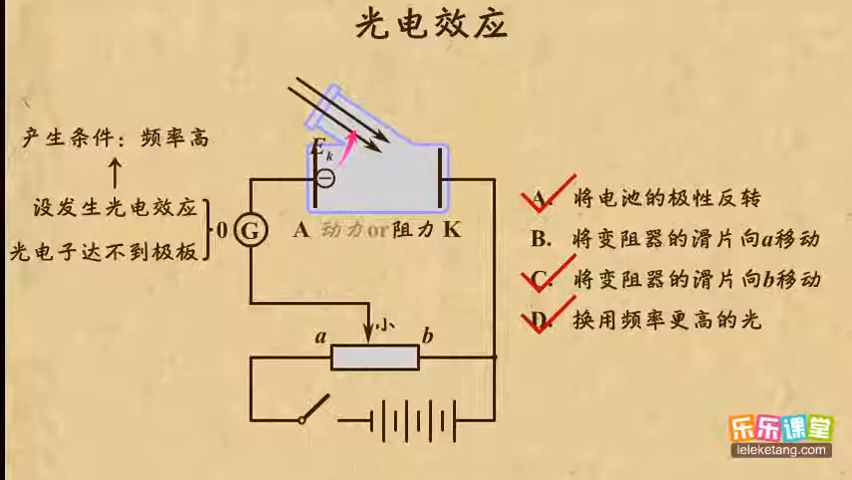 光电效应
产生条件：频率高
没发生光电效应
光电子达不到极板
0
G
E k
A 动力or阻力 K
小
a
b
A. 将电池的极性反转
B. 将变阻器的滑片向a移动
C. 将变阻器的滑片向b移动
D. 换用频率更高的光
乐乐课堂
leleketang.com